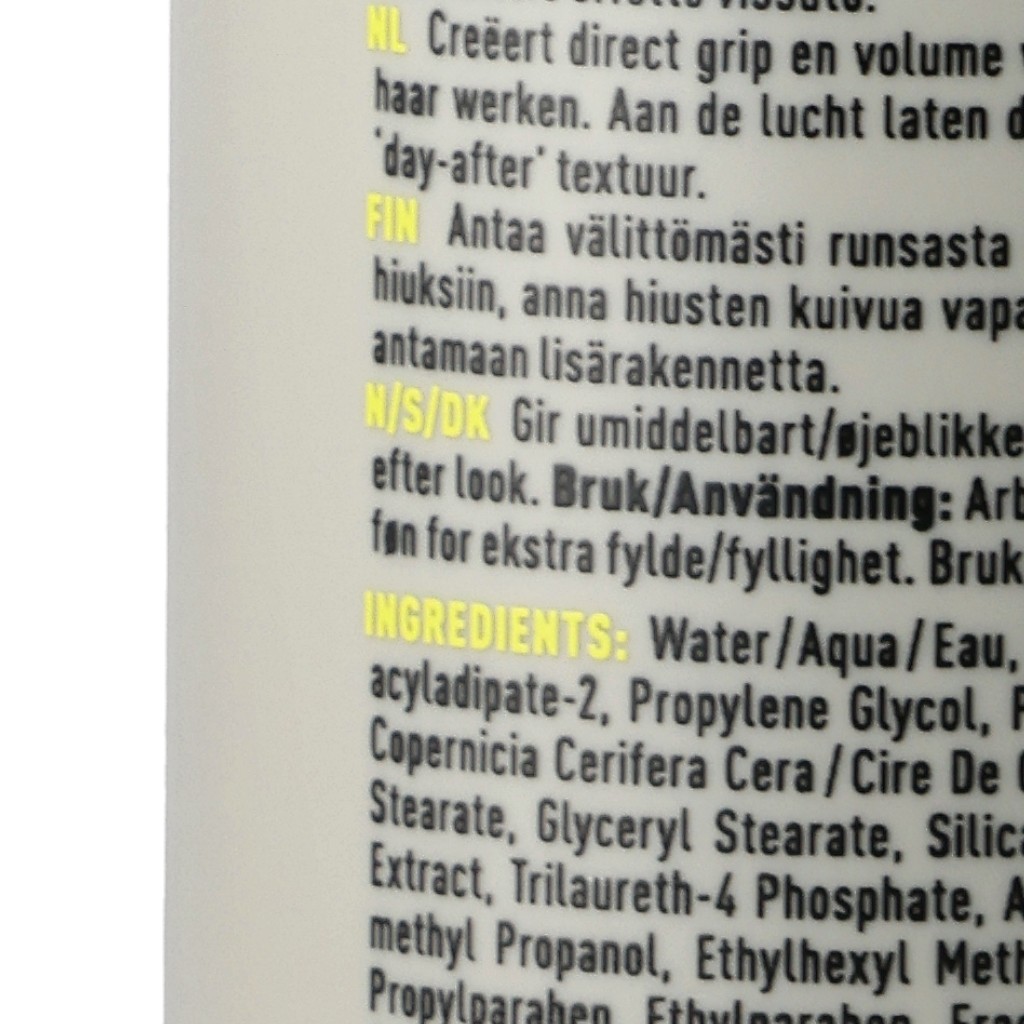 NL Creëert direct grip en volume
haar werken. Aan de lucht laten
'day-after' textuur.
FIN Antaa välittömästi runsasta
hiuksiin, anna hiusten kuivua
antamaan lisärakennetta.
N/S/DK Gir umiddelbart/øjeblikke
efter look. Bruk/Användning:
føn for ekstra fylde/fyllighet. Bruk
INGREDIENTS: Water/Aqua/Eau,
acyladipate-2, Propylene Glycol,
Copernicia Cerifera Cera/Cire De
Stearate, Glyceryl Stearate,
Extract, Trilaureth-4 Phosphate,
methyl Propanol, Ethylhexyl
Propylparaben, Ethylparaben,